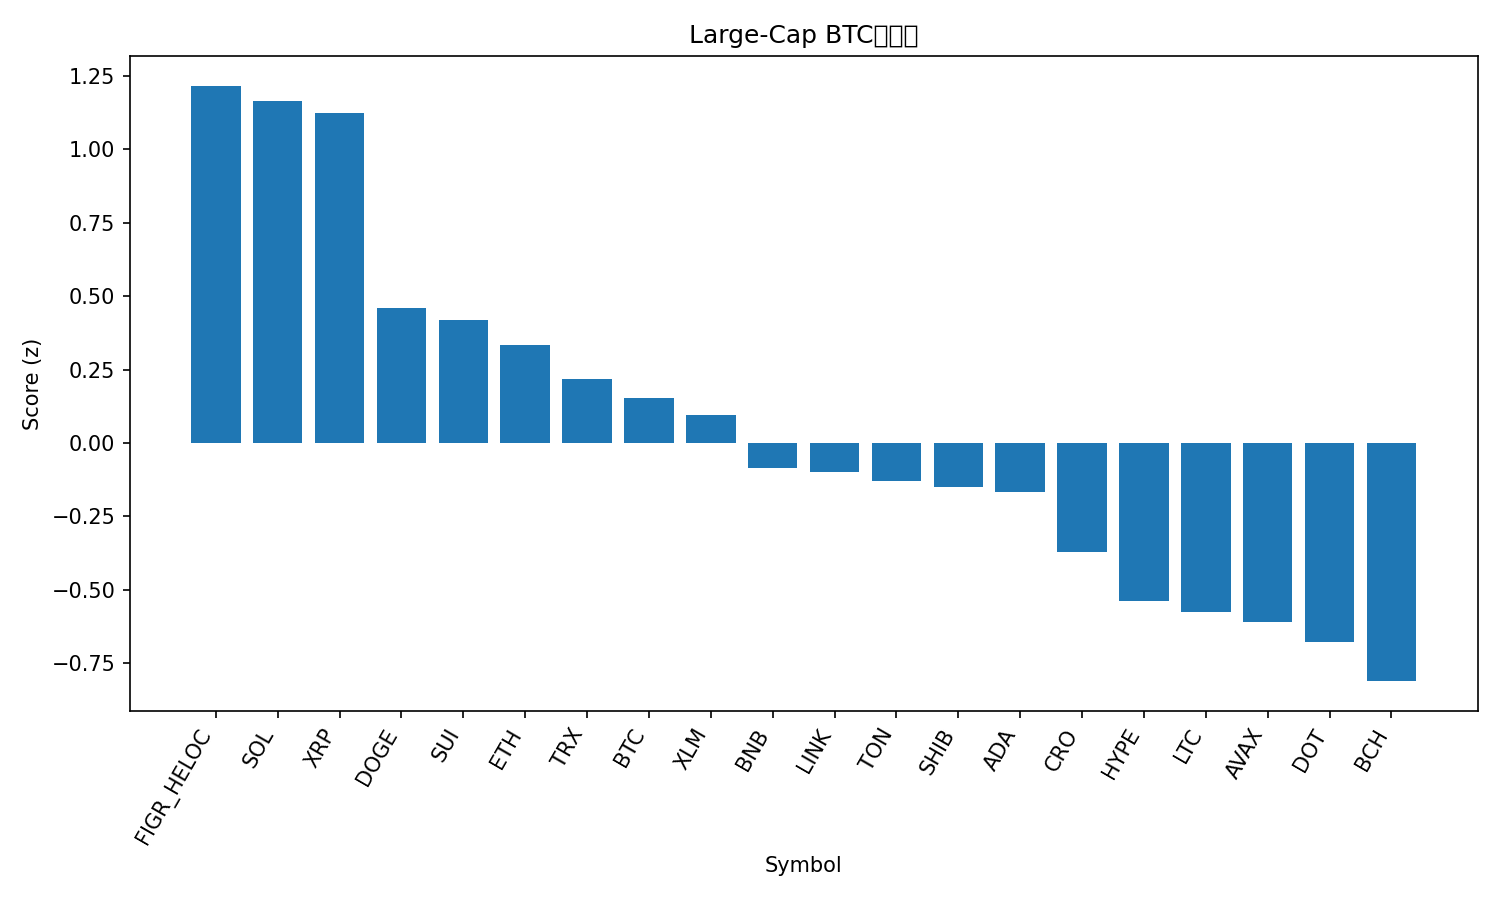 Large-Cap BTC
1.25
1.00
0.75
0.50
0.25
0.00
−0.25
−0.50
−0.75
Score (z)
FIGR_HELOC
SOL
XRP
DOGE
SUI
ETH
TRX
BTC
XLM
BNB
LINK
TON
SHIB
ADA
CRO
HYPE
LTC
AVAX
DOT
BCH
Symbol